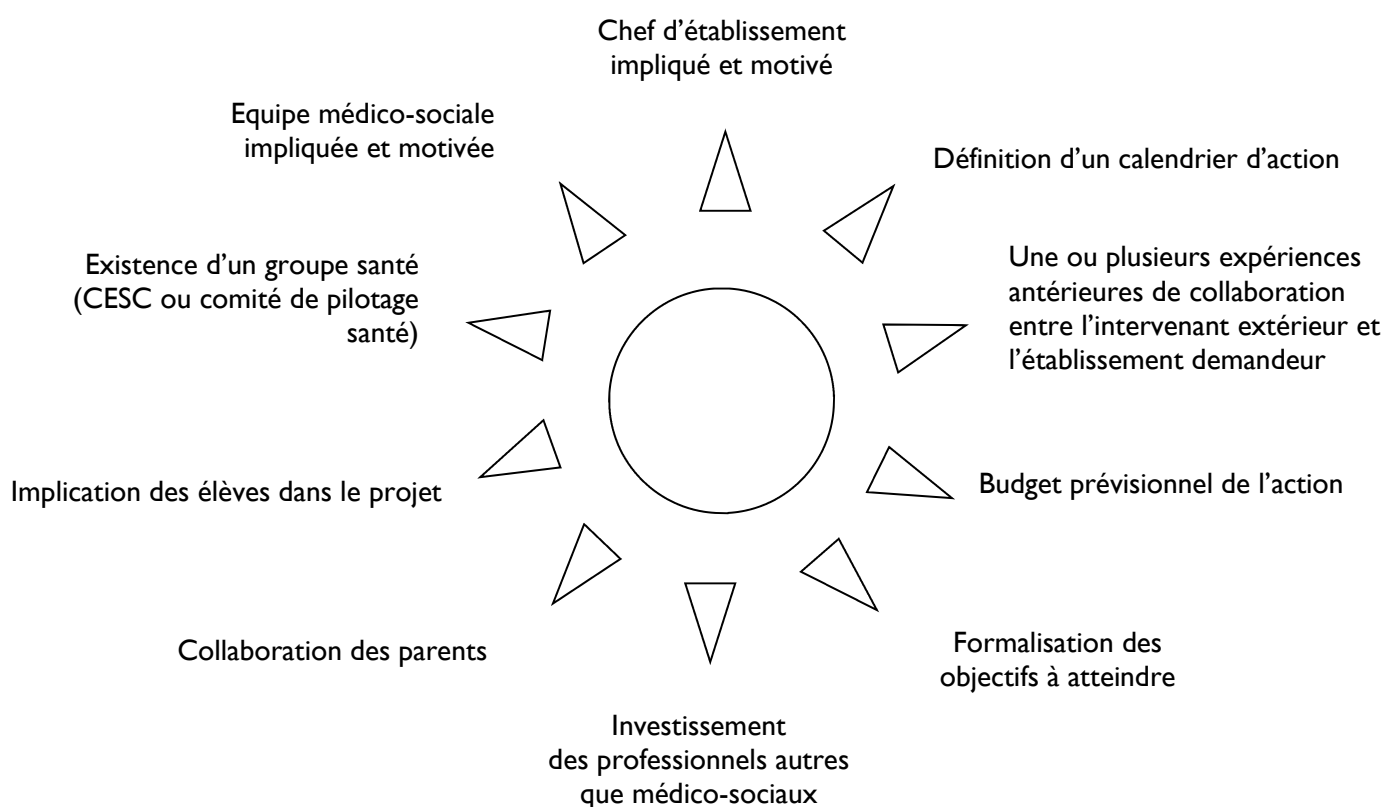 Chef d’établissement
impliqué et motivé
Equipe médico-sociale
impliquée et motivée
Définition d’un calendrier d’action
Existence d’un groupe santé
(CESC ou comité de pilotage
santé)
Une ou plusieurs expériences
antérieures de collaboration
entre l’intervenant extérieur et
l’établissement demandeur
Implication des élèves dans le projet
Budget prévisionnel de l’action
Collaboration des parents
Formalisation des
objectifs à atteindre
Investissement
des professionnels autres
que médico-sociaux